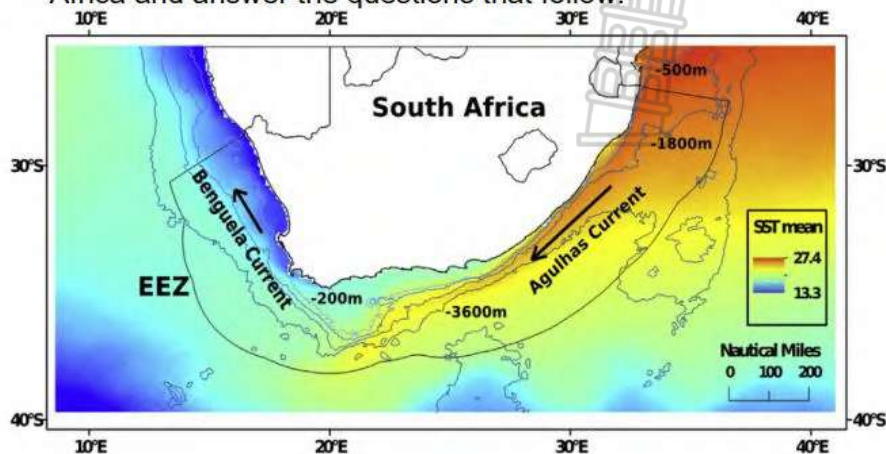 Africa and answer the questions that follow.
10°E 20°E 30°E 40°E
-500m
South Africa
-1800m
30°S 30°S
Benguela Current
Agulhas Current
SST mean
27.4
13.3
EEZ
-200m
-3600m
Nautical Miles
0 100 200
40°S 40°S
10°E 20°E 30°E 40°E